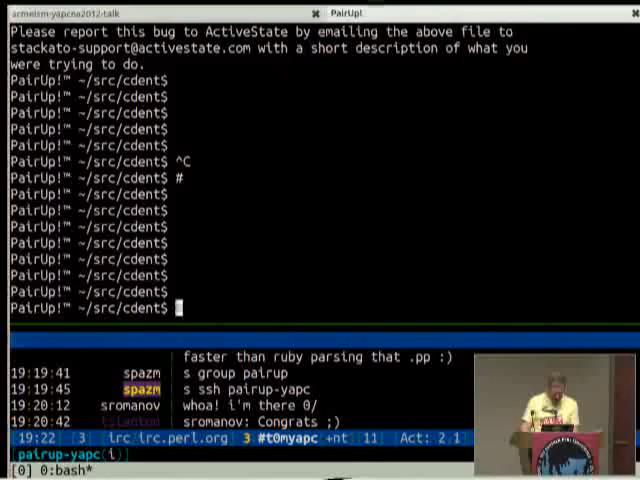 acmeism-yapcna2012-talk
PairUp!
Please report this bug to ActiveState by emailing the above file to
stackato-support@activestate.com with a short description of what you
were trying to do.
PairUp!™ ~/src/cdent$
PairUp!™ ~/src/cdent$
PairUp!™ ~/src/cdent$
PairUp!™ ~/src/cdent$
PairUp!™ ~/src/cdent$
PairUp!™ ~/src/cdent$ ^C
PairUp!™ ~/src/cdent$ #
PairUp!™ ~/src/cdent$
PairUp!™ ~/src/cdent$
PairUp!™ ~/src/cdent$
PairUp!™ ~/src/cdent$
PairUp!™ ~/src/cdent$
PairUp!™ ~/src/cdent$
PairUp!™ ~/src/cdent$
PairUp!™ ~/src/cdent$
faster than ruby parsing that .pp :)
19:19:41 spazm s group pairup
19:19:45 spazm s ssh pairup-yapc
19:20:12 sromanov whoa! i'm there 0/
19:20:42 sromanov: Congrats ;)
19:22 [3 irc/irc.perl.org 3 #t0myapc +nt [11] Act: 2.1
[pairup-yapc(i)
[0] 0:bash*